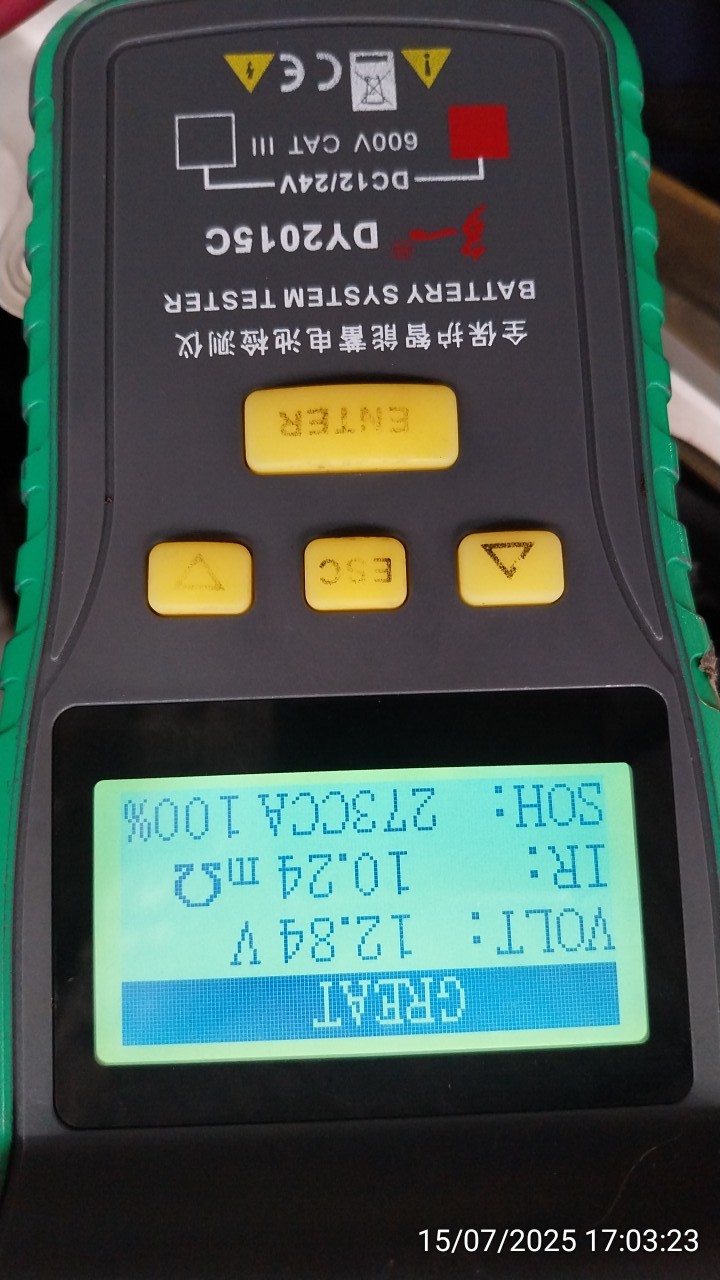 GREAT
VOLT: 12.84 V
IR: 10.24 mΩ
SOH: 273CCA 100%
ESC
ENTER
全保护智能蓄电池检测仪
BATTERY SYSTEM TESTER
DY2015C
®
DC12/24V
600V CAT III
CE
15/07/2025 17:03:23